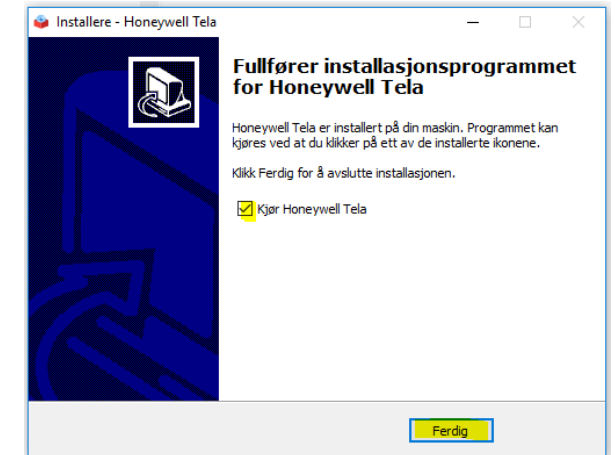 Installere - Honeywell Tela
Fullfører installasjonsprogrammet
for Honeywell Tela
Honeywell Tela er installert på din maskin. Programmet kan
kjøres ved at du klikker på ett av de installerte ikonene.
Klikk Ferdig for å avslutte installasjonen.
Kjør Honeywell Tela
Ferdig